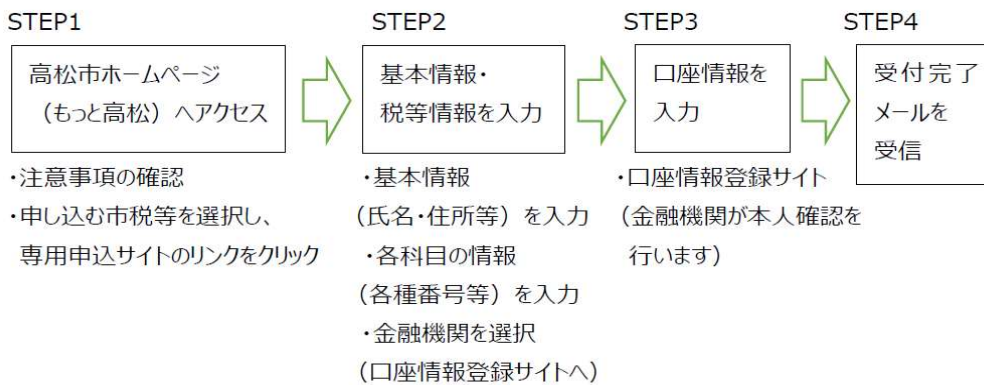 STEP1
高松市ホームページ
（もっと高松）へアクセス
・注意事項の確認
・申し込む市税等を選択し、
専用申込サイトのリンクをクリック
STEP2
基本情報・
税等情報を入力
・基本情報
（氏名・住所等）を入力
・各科目の情報
（各種番号等）を入力
・金融機関を選択
（口座情報登録サイトへ）
STEP3
口座情報を
入力
・口座情報登録サイト
（金融機関が本人確認を
行います）
STEP4
受付完了
メールを
受信